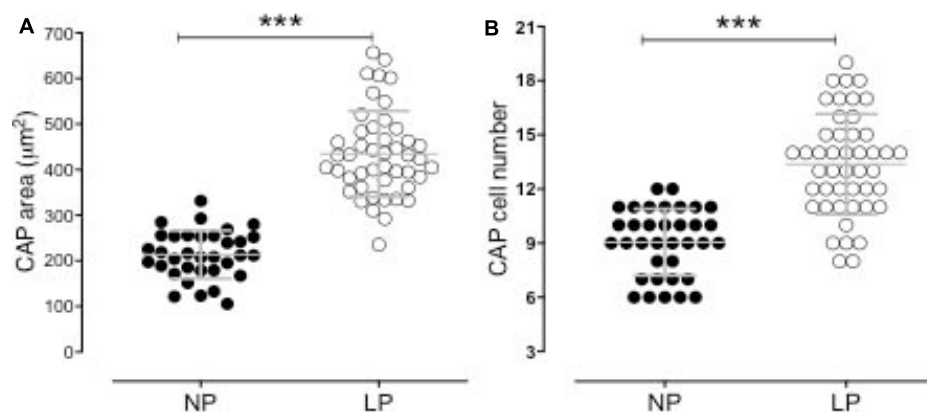 A
***
700
600
500
400
300
200
100
0
CAP area (μm²)
NP LP
B
***
21
18
15
12
9
6
3
CAP cell number
NP LP